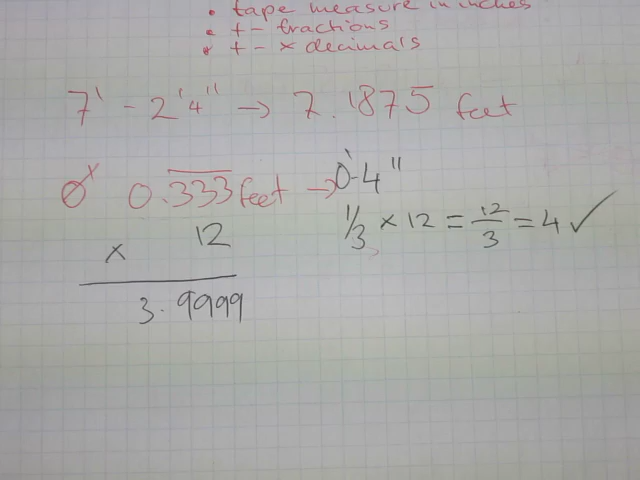 • tape measure in inches
• + - fractions
• + - x decimals
7' - 2'4" → 7.1875 feet
0' 0.333 feet → 0'-4"
x 12
1/3 x 12 = 12/3 = 4 ✓
3.9999